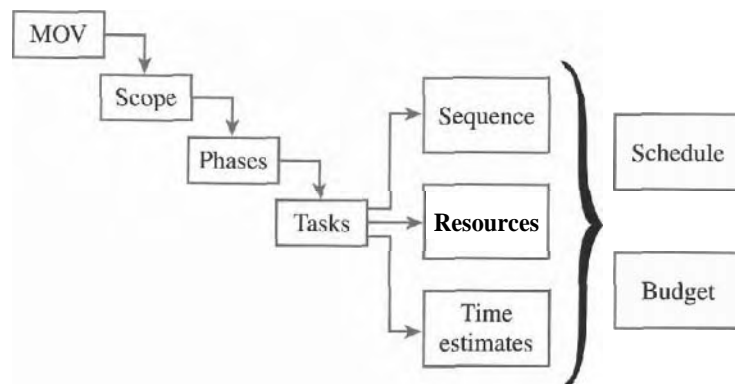 MOV
Scope
Phases
Tasks
Sequence
Resources
Time
estimates
Schedule
Budget